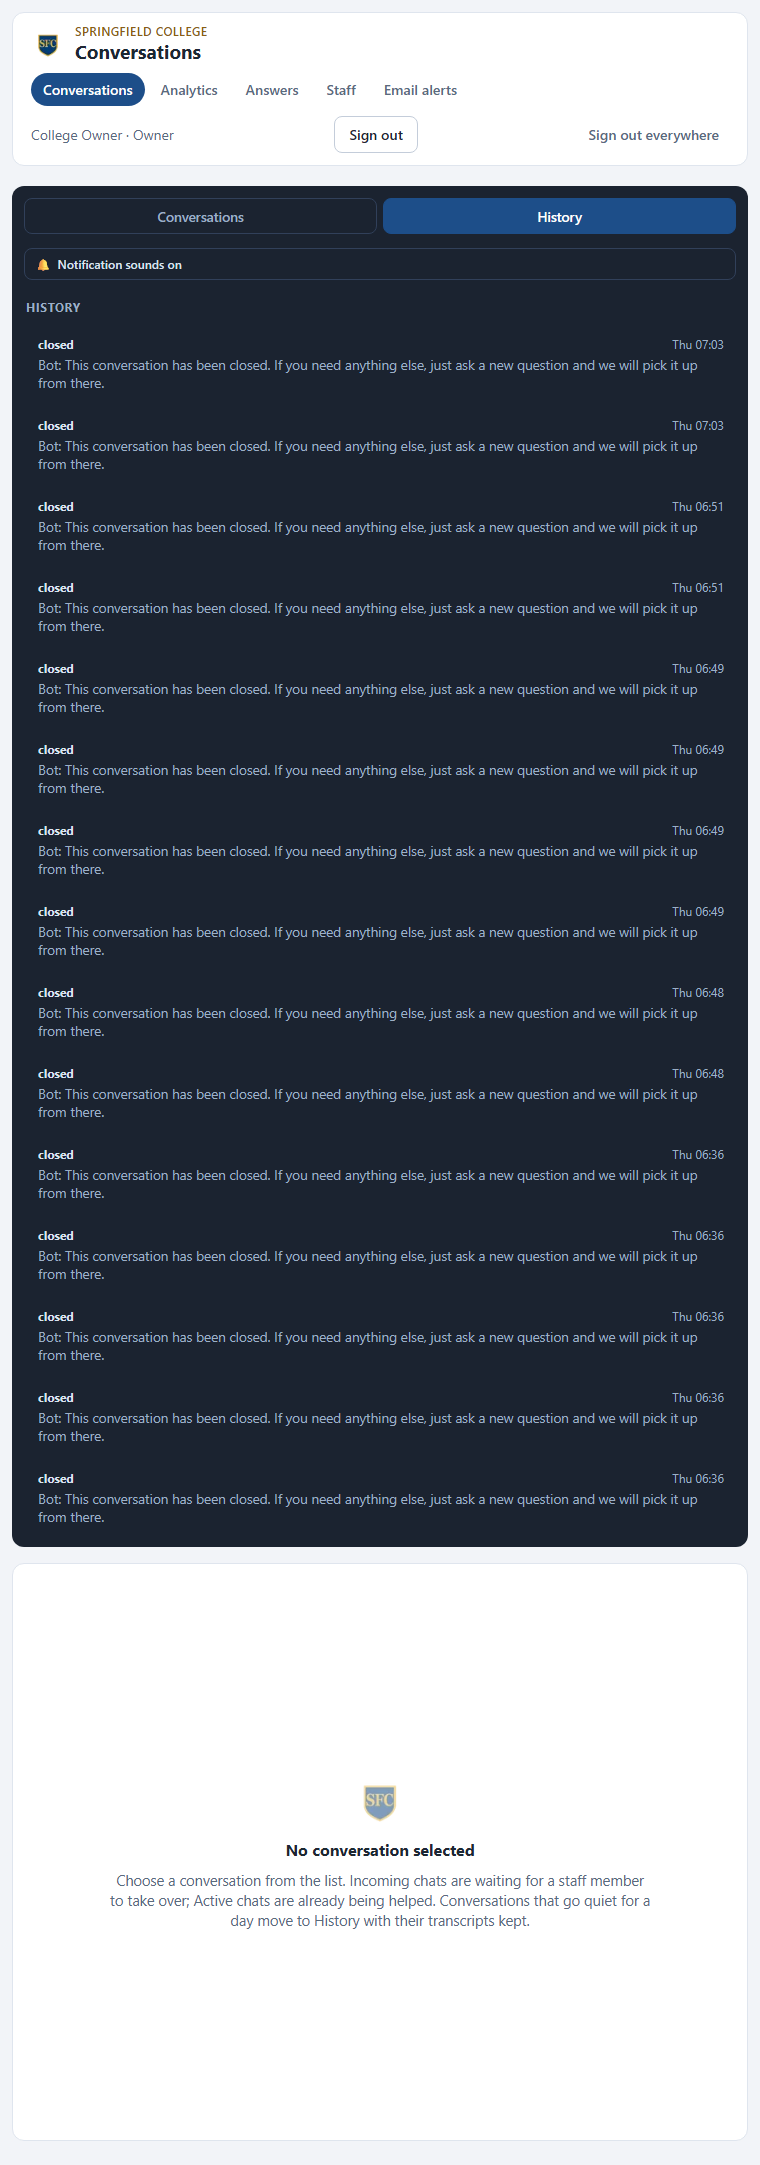 SFC
SPRINGFIELD COLLEGE
Conversations
Conversations
Analytics
Answers
Staff
Email alerts
College Owner · Owner
Sign out
Sign out everywhere
Conversations
History
Notification sounds on
HISTORY
closed
Thu 07:03
Bot: This conversation has been closed. If you need anything else, just ask a new question and we will pick it up
from there.
closed
Thu 07:03
Bot: This conversation has been closed. If you need anything else, just ask a new question and we will pick it up
from there.
closed
Thu 06:51
Bot: This conversation has been closed. If you need anything else, just ask a new question and we will pick it up
from there.
closed
Thu 06:51
Bot: This conversation has been closed. If you need anything else, just ask a new question and we will pick it up
from there.
closed
Thu 06:49
Bot: This conversation has been closed. If you need anything else, just ask a new question and we will pick it up
from there.
closed
Thu 06:49
Bot: This conversation has been closed. If you need anything else, just ask a new question and we will pick it up
from there.
closed
Thu 06:49
Bot: This conversation has been closed. If you need anything else, just ask a new question and we will pick it up
from there.
closed
Thu 06:49
Bot: This conversation has been closed. If you need anything else, just ask a new question and we will pick it up
from there.
closed
Thu 06:48
Bot: This conversation has been closed. If you need anything else, just ask a new question and we will pick it up
from there.
closed
Thu 06:48
Bot: This conversation has been closed. If you need anything else, just ask a new question and we will pick it up
from there.
closed
Thu 06:36
Bot: This conversation has been closed. If you need anything else, just ask a new question and we will pick it up
from there.
closed
Thu 06:36
Bot: This conversation has been closed. If you need anything else, just ask a new question and we will pick it up
from there.
closed
Thu 06:36
Bot: This conversation has been closed. If you need anything else, just ask a new question and we will pick it up
from there.
closed
Thu 06:36
Bot: This conversation has been closed. If you need anything else, just ask a new question and we will pick it up
from there.
closed
Thu 06:36
Bot: This conversation has been closed. If you need anything else, just ask a new question and we will pick it up
from there.
SFC
No conversation selected
Choose a conversation from the list. Incoming chats are waiting for a staff member
to take over; Active chats are already being helped. Conversations that go quiet for a
day move to History with their transcripts kept.